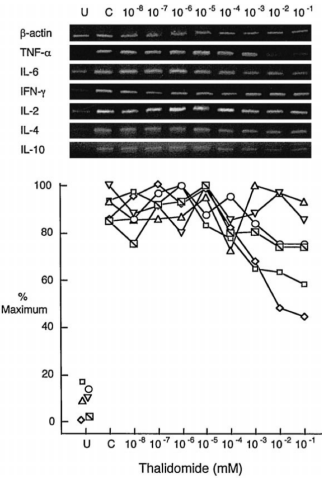 U C 10⁻⁸ 10⁻⁷ 10⁻⁶ 10⁻⁵ 10⁻⁴ 10⁻³ 10⁻² 10⁻¹
β-actin
TNF-α
IL-6
IFN-γ
IL-2
IL-4
IL-10
100
80
60
%
Maximum
40
20
0
U C 10⁻⁸ 10⁻⁷ 10⁻⁶ 10⁻⁵ 10⁻⁴ 10⁻³ 10⁻² 10⁻¹
Thalidomide (mM)